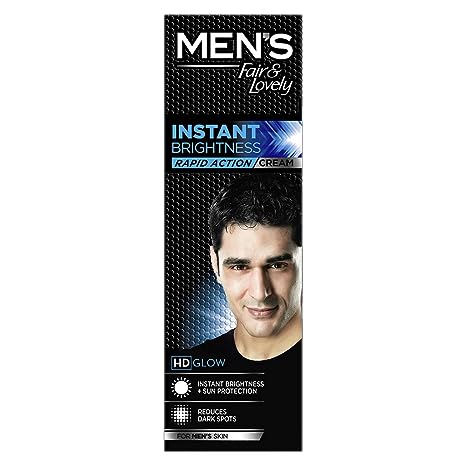 MEN'S
Fair &
Lovely
INSTANT
BRIGHTNESS
RAPID ACTION / CREAM
HD GLOW
INSTANT BRIGHTNESS
+ SUN PROTECTION
REDUCES
DARK SPOTS
FOR MEN'S SKIN